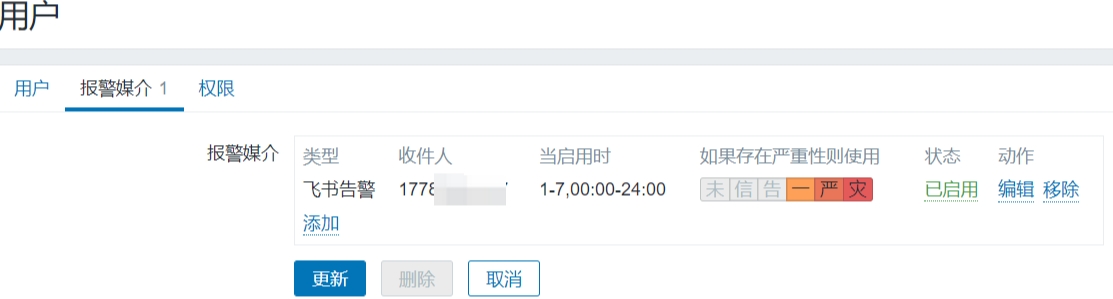 用户
用户 报警媒介 1 权限
报警媒介 类型 收件人 当启用时 如果存在严重性则使用 状态 动作
飞书告警 1778 1-7,00:00-24:00 未 信 告 一 严 灾 已启用 编辑 移除
添加
更新 删除 取消